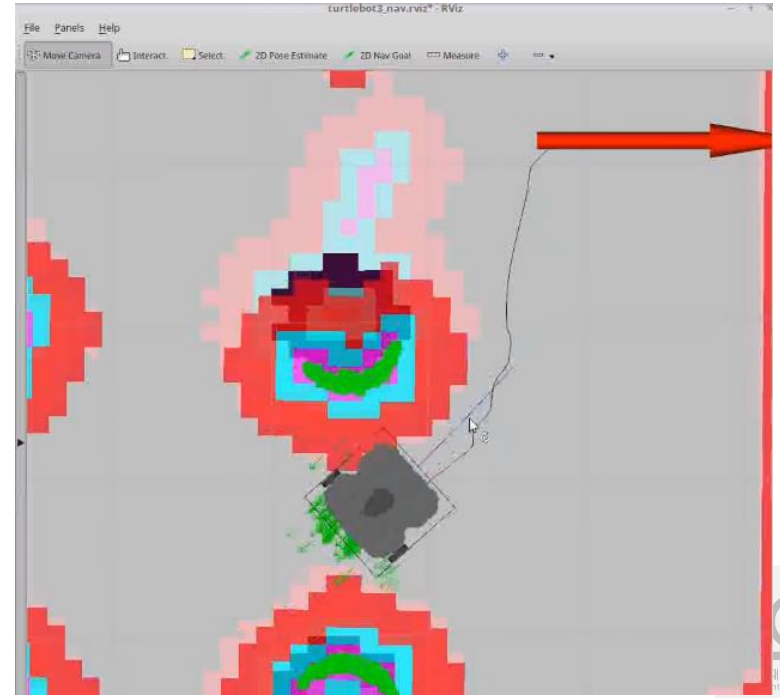 turtlebot3_nav.rviz* - RViz
File Panels Help
Move Camera Interact Select 2D Pose Estimate 2D Nav Goal Measure